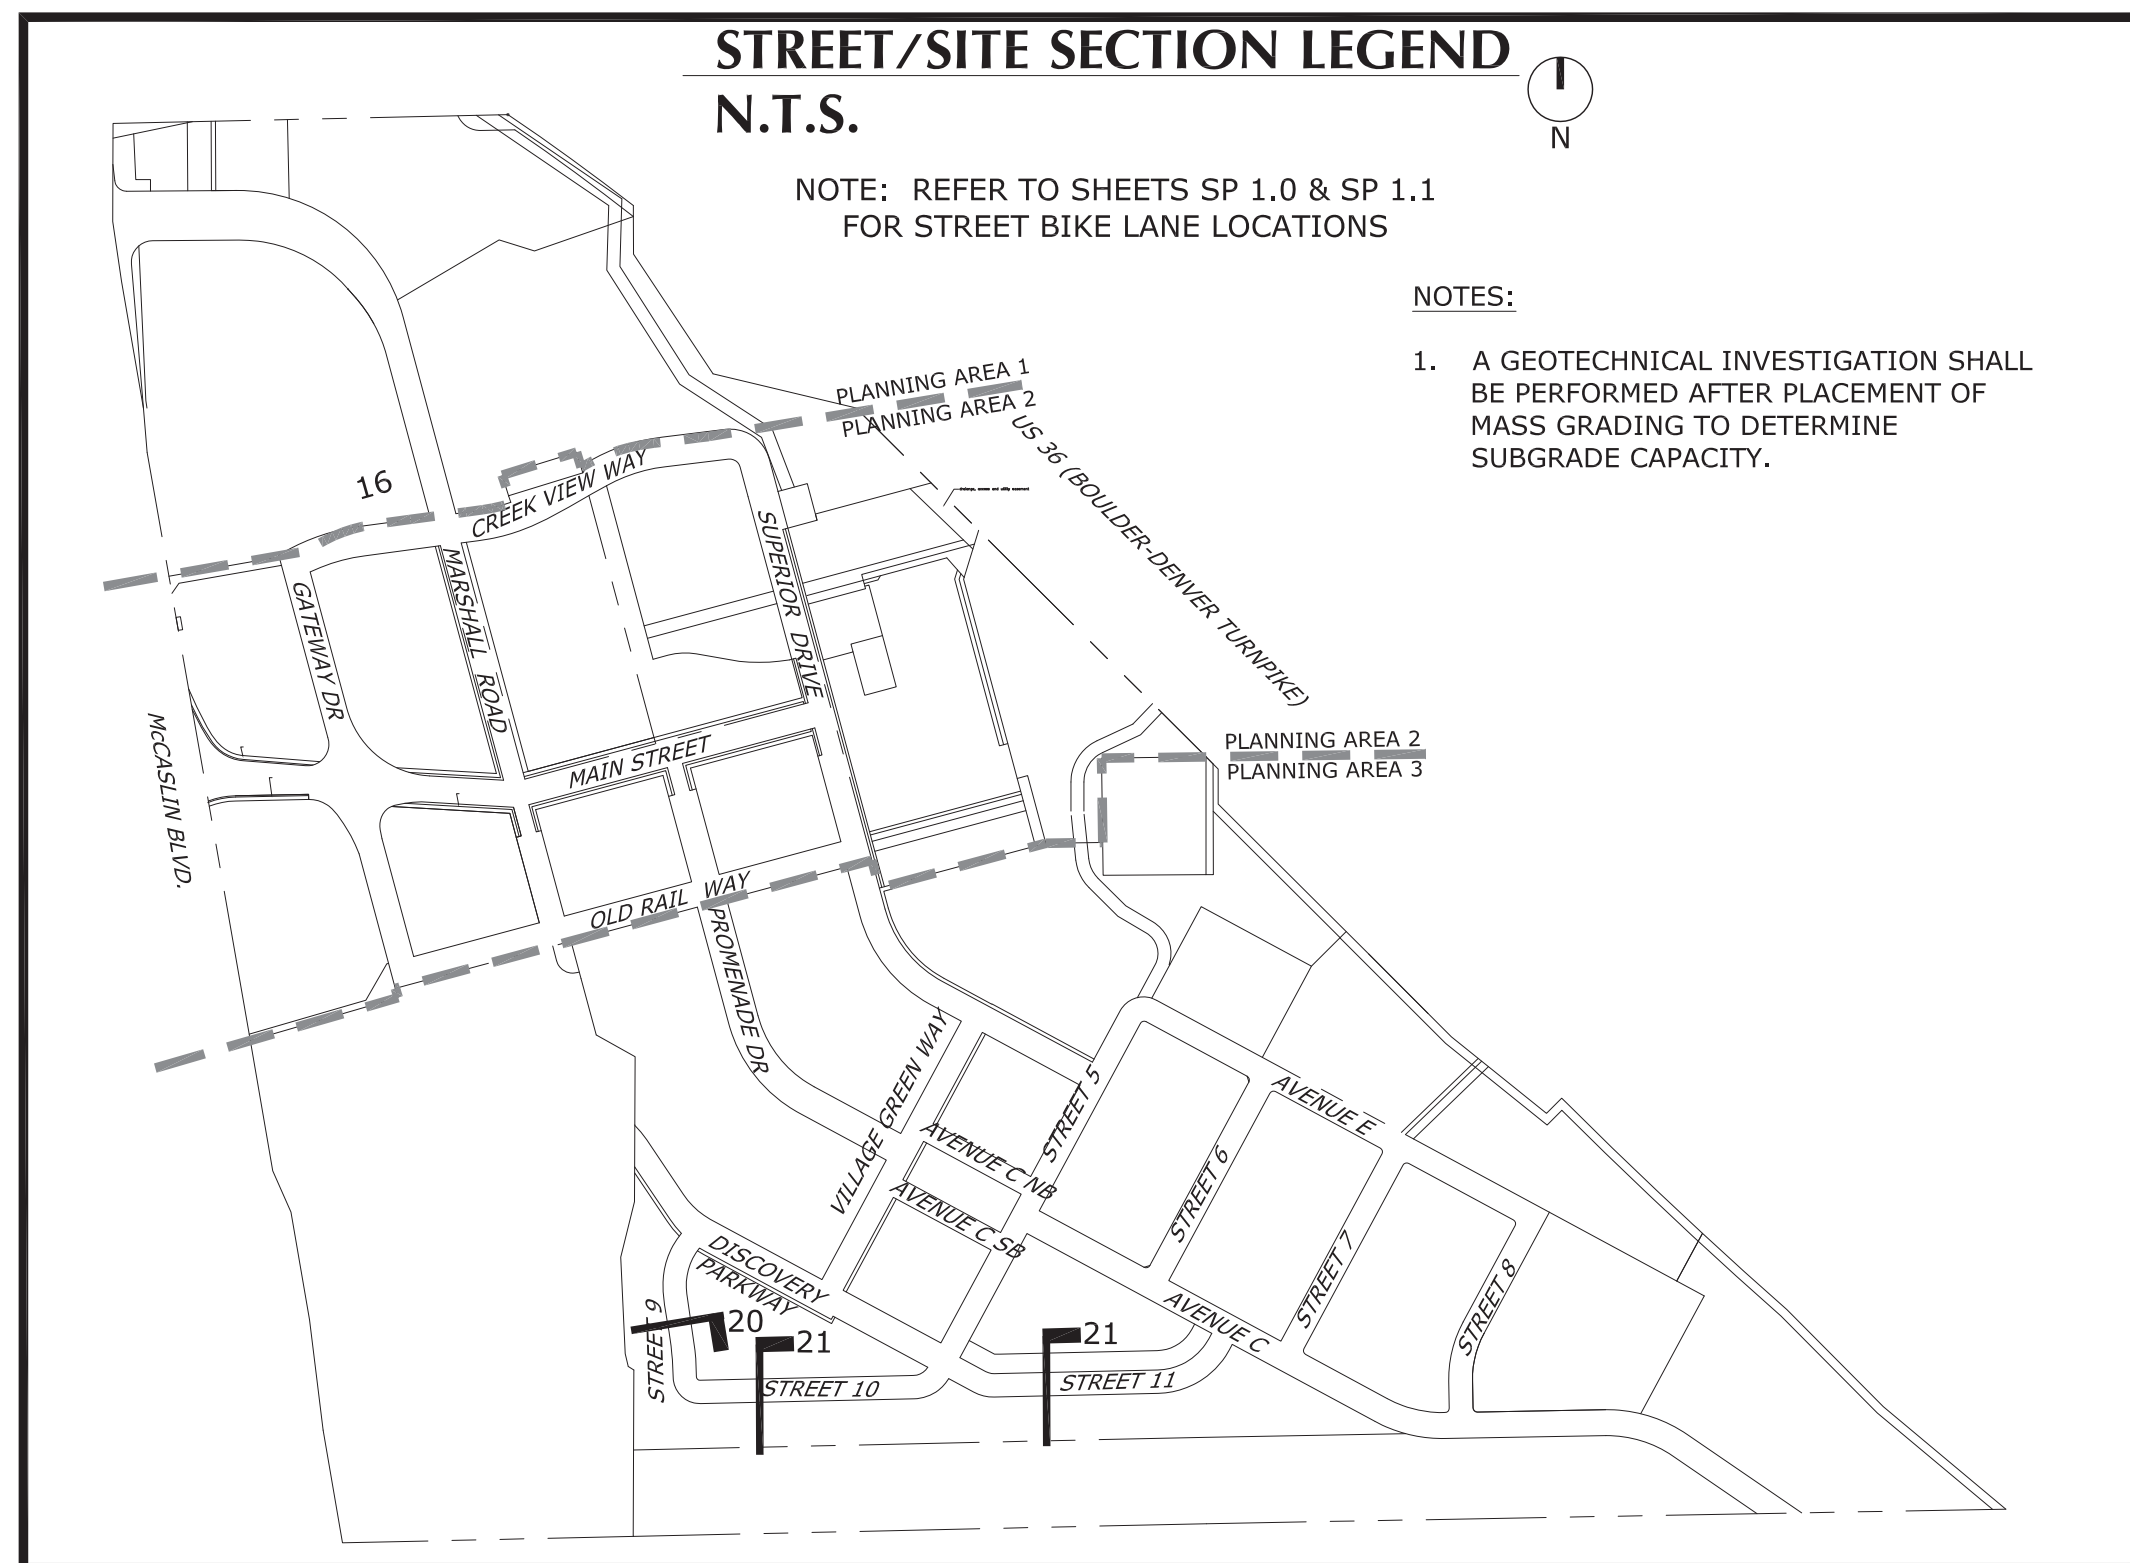 STREET/SITE SECTION LEGEND
N.T.S.
N
NOTE: REFER TO SHEETS SP 1.0 & SP 1.1
FOR STREET BIKE LANE LOCATIONS
NOTES:
1. A GEOTECHNICAL INVESTIGATION SHALL
BE PERFORMED AFTER PLACEMENT OF
MASS GRADING TO DETERMINE
SUBGRADE CAPACITY.
PLANNING AREA 1
PLANNING AREA 2
US 36 (BOULDER-DENVER TURNPIKE)
16
CREEK VIEW WAY
SUPERIOR DRIVE
MARSHALL ROAD
GATEWAY DR
McCASLIN BLVD.
MAIN STREET
PLANNING AREA 2
PLANNING AREA 3
OLD RAIL WAY
PROMENADE DR
VILLAGE GREEN WAY
STREET 5
AVENUE E
AVENUE C NB
AVENUE C SB
STREET 6
STREET 7
STREET 8
DISCOVERY
PARKWAY
AVENUE C
STREET 9
20
21
21
STREET 10
STREET 11